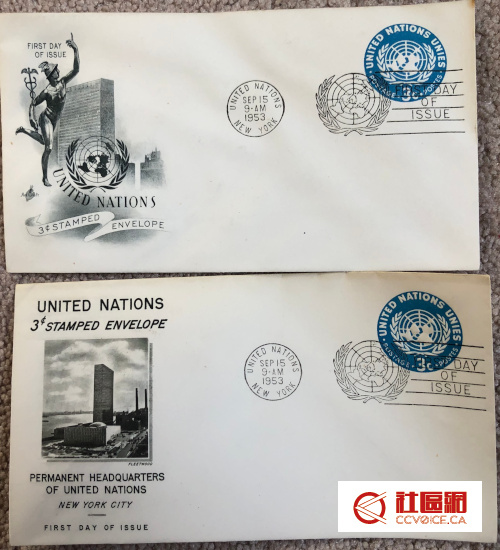 FIRST DAY
OF ISSUE
UNITED NATIONS
3¢ STAMPED ENVELOPE
UNITED NATIONS
SEP 15
9-AM
1953
NEW YORK
UNITED NATIONS UNIES
FIRST DAY
OF
ISSUE
UNITED NATIONS
3¢ STAMPED ENVELOPE
FLEETWOOD
PERMANENT HEADQUARTERS
OF UNITED NATIONS
NEW YORK CITY
FIRST DAY OF ISSUE
UNITED NATIONS
SEP 15
9-AM
1953
NEW YORK
UNITED NATIONS UNIES
POSTAGE 3c POSTES
DAY
OF
ISSUE
社區網
CCVOICE.CA